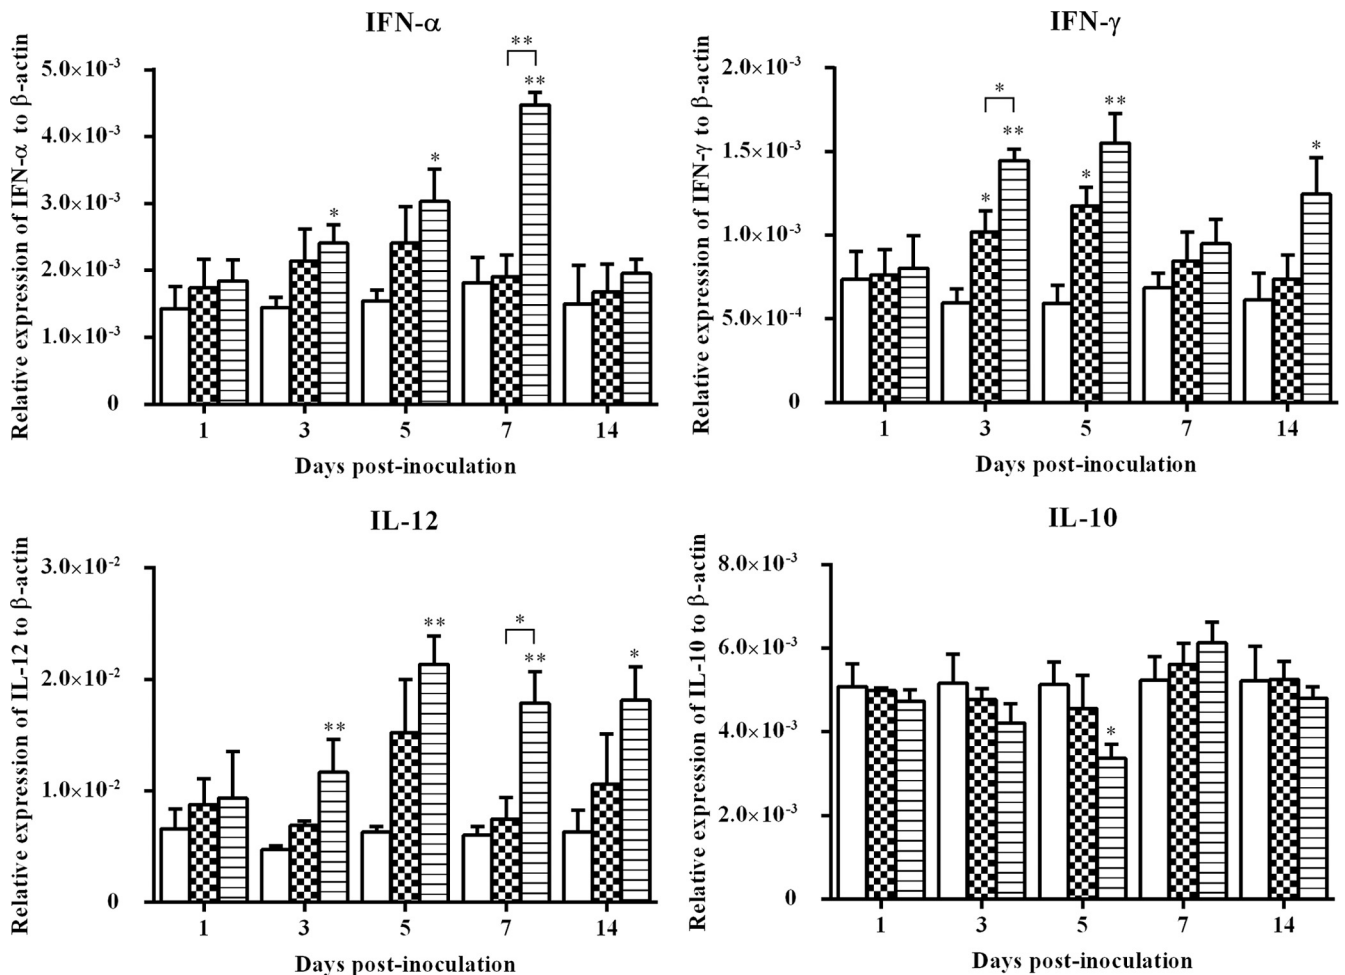 IFN-α
Relative expression of IFN-α to β-actin
5.0×10⁻³
4.0×10⁻³
3.0×10⁻³
2.0×10⁻³
1.0×10⁻³
0
*
*
**
**
1 3 5 7 14
Days post-inoculation
IFN-γ
Relative expression of IFN-γ to β-actin
2.0×10⁻³
1.5×10⁻³
1.0×10⁻³
5.0×10⁻⁴
0
*
*
**
*
**
*
1 3 5 7 14
Days post-inoculation
IL-12
Relative expression of IL-12 to β-actin
3.0×10⁻²
2.0×10⁻²
1.0×10⁻²
0
**
**
*
**
*
1 3 5 7 14
Days post-inoculation
IL-10
Relative expression of IL-10 to β-actin
8.0×10⁻³
6.0×10⁻³
4.0×10⁻³
2.0×10⁻³
0
*
1 3 5 7 14
Days post-inoculation